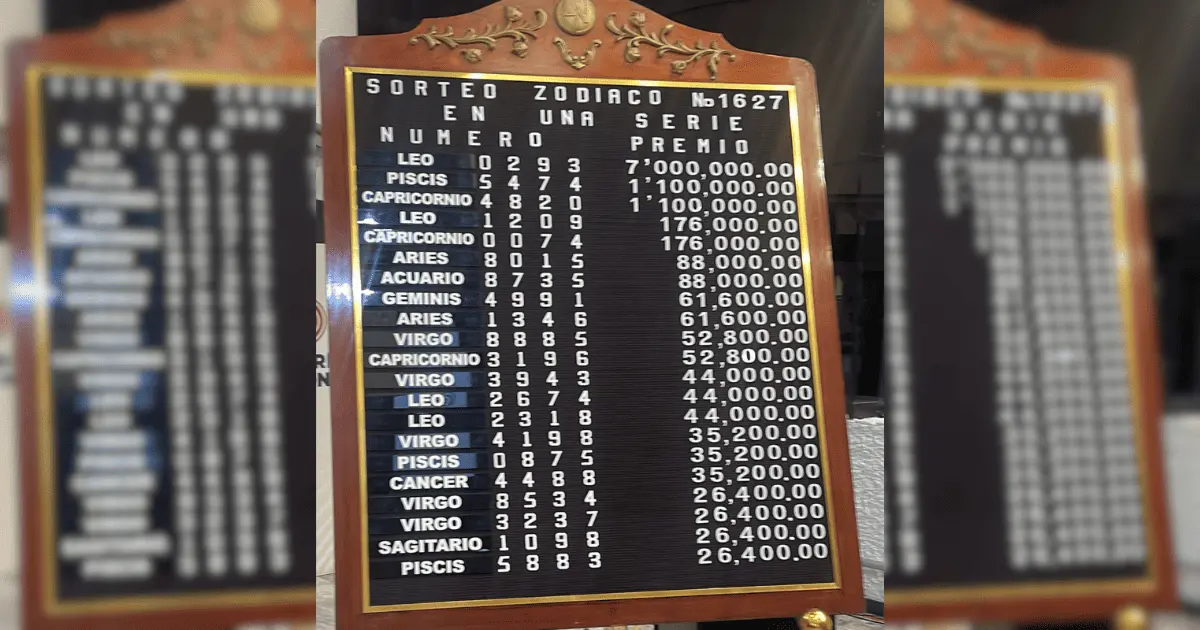 SORTEO ZODIACO No1627
EN UNA SERIE
NUMERO PREMIO
LEO 0293 7'000,000.00
PISCIS 5474 1'100,000.00
CAPRICORNIO 4820 1'100,000.00
LEO 1209 176,000.00
CAPRICORNIO 0074 176,000.00
ARIES 8015 88,000.00
ACUARIO 8735 88,000.00
GEMINIS 4991 61,600.00
ARIES 1346 61,600.00
VIRGO 8885 52,800.00
CAPRICORNIO 3196 52,800.00
VIRGO 3943 44,000.00
LEO 2674 44,000.00
LEO 2318 44,000.00
VIRGO 4198 35,200.00
PISCIS 0875 35,200.00
CANCER 4488 35,200.00
VIRGO 8534 26,400.00
VIRGO 3237 26,400.00
SAGITARIO 1098 26,400.00
PISCIS 5883 26,400.00